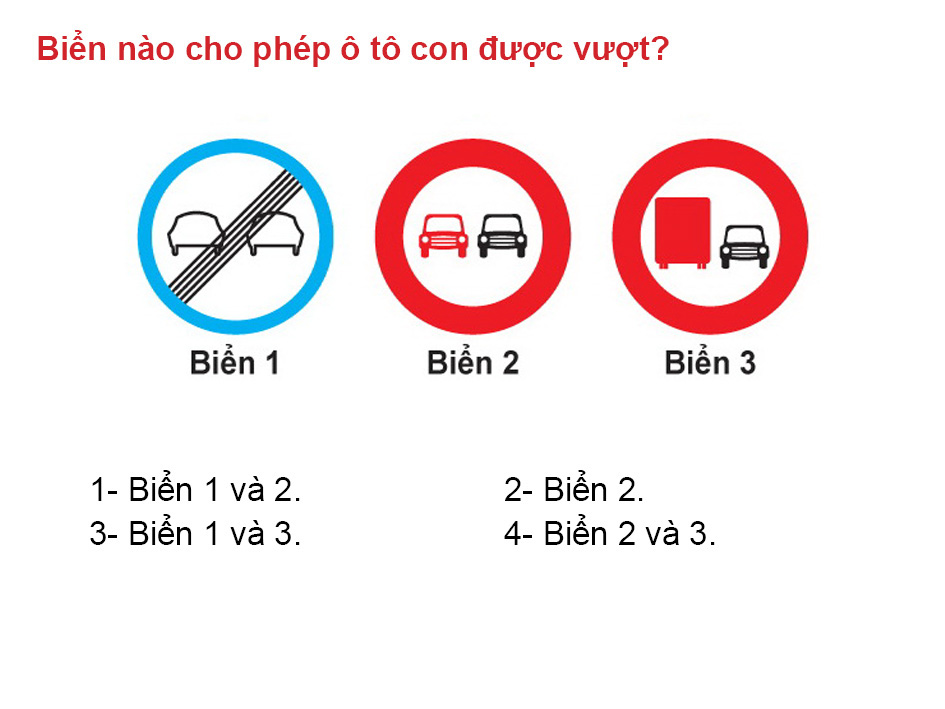 Biển nào cho phép ô tô con được vượt?
Biển 1 Biển 2 Biển 3
1- Biển 1 và 2. 2- Biển 2.
3- Biển 1 và 3. 4- Biển 2 và 3.